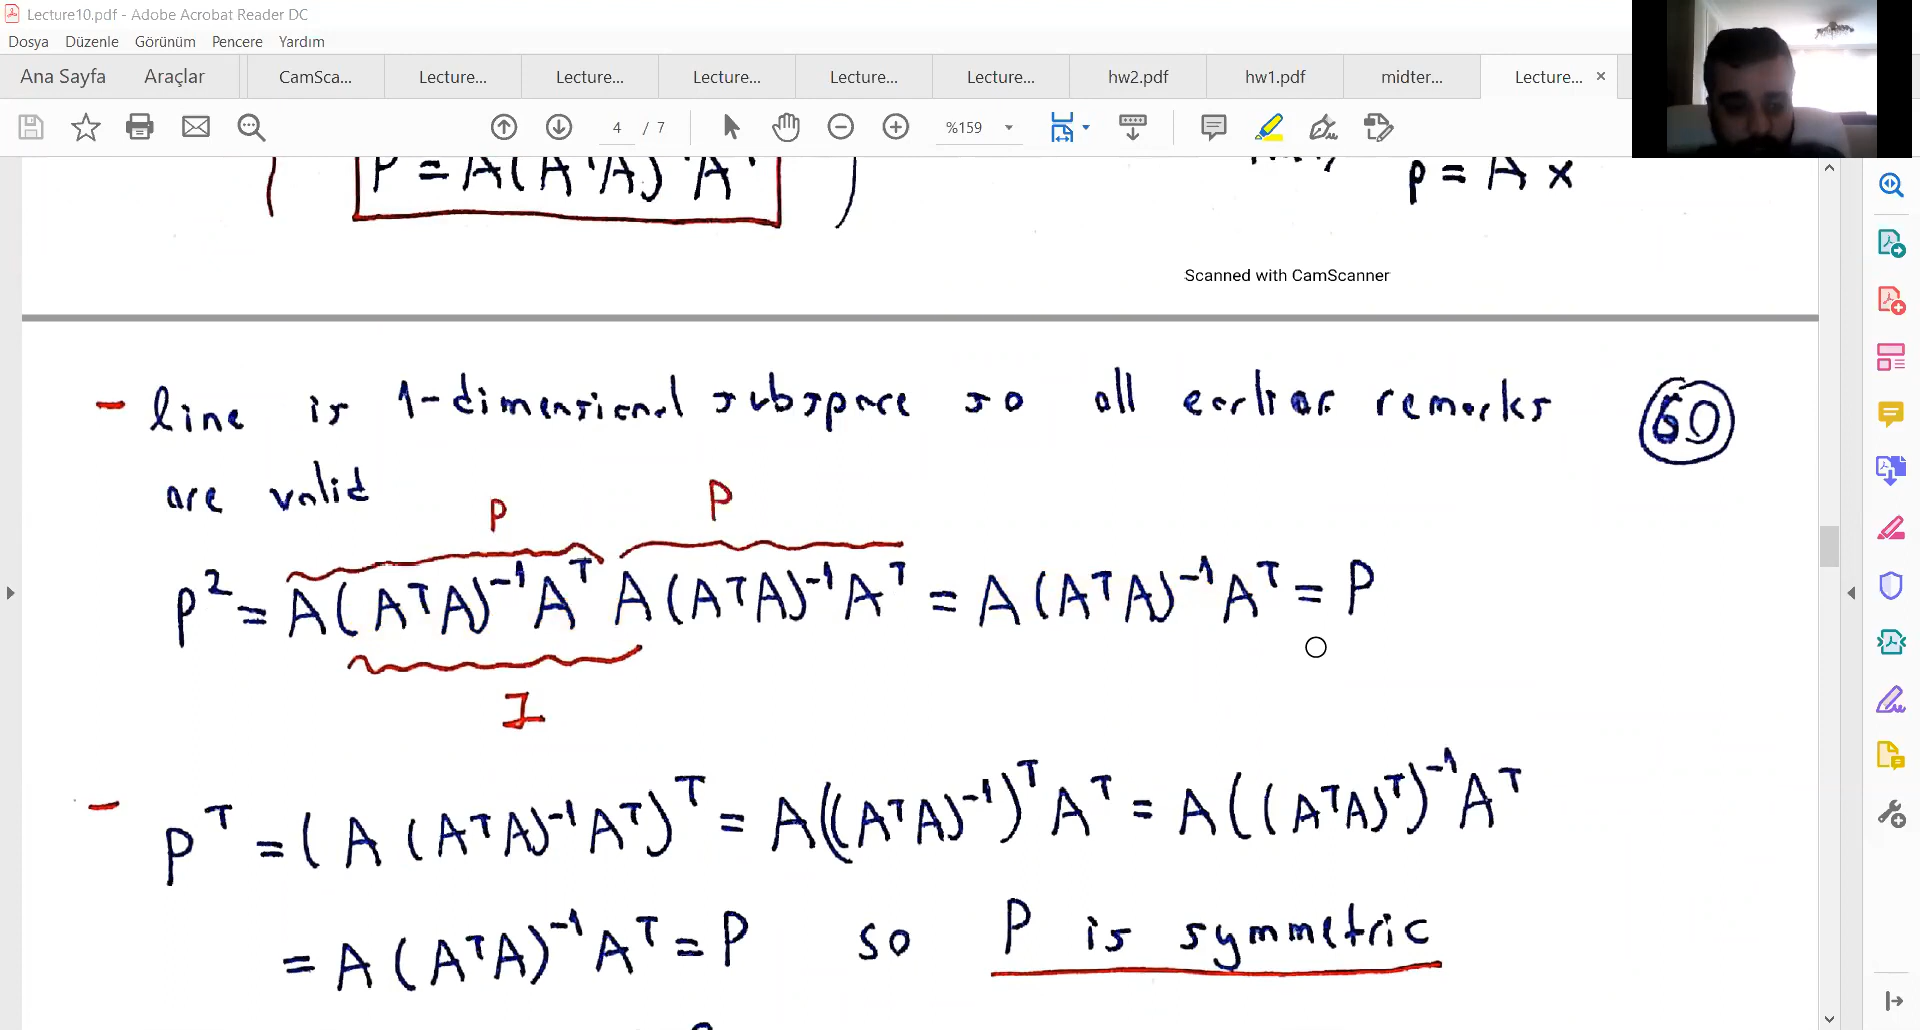 Lecture10.pdf - Adobe Acrobat Reader DC
Dosya Düzenle Görünüm Pencere Yardım
Ana Sayfa Araçlar CamSca... Lecture... Lecture... Lecture... Lecture... Lecture... hw2.pdf hw1.pdf midter... Lecture... ×
4 / 7 %159
P = A(AᵀA)⁻¹Aᵀ
p = A x
Scanned with CamScanner
- line is 1-dimensional subspace so all earlier remarks
60
are valid
P P
P² = A(AᵀA)⁻¹Aᵀ A(AᵀA)⁻¹Aᵀ = A(AᵀA)⁻¹Aᵀ = P
I
- Pᵀ = (A(AᵀA)⁻¹Aᵀ)ᵀ = A((AᵀA)⁻¹)ᵀAᵀ = A((AᵀA)ᵀ)⁻¹Aᵀ
= A(AᵀA)⁻¹Aᵀ = P so P is symmetric